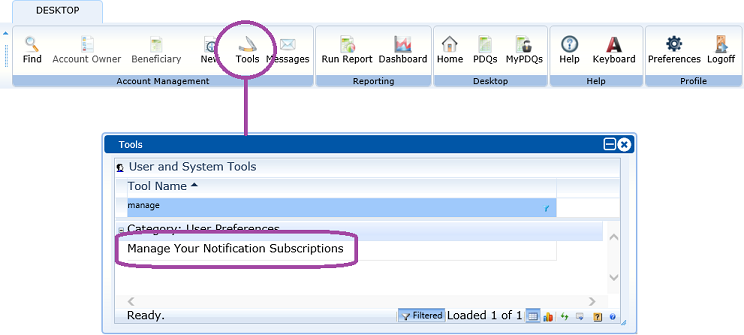 DESKTOP
Find Account Owner Beneficiary New Tools Messages Run Report Dashboard Home PDQs MyPDQs Help Keyboard Preferences Logoff
Account Management Reporting Desktop Help Profile
Tools
User and System Tools
Tool Name
manage
Category: User Preferences
Manage Your Notification Subscriptions
Ready. Filtered Loaded 1 of 1